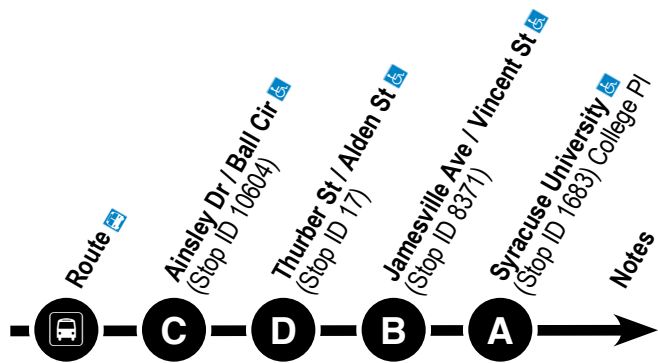 Route
Ainsley Dr / Ball Cir
(Stop ID 10604)
Thurber St / Alden St
(Stop ID 17)
Jamesville Ave / Vincent St
(Stop ID 8371)
Syracuse University
(Stop ID 1683) College Pl
Notes
C
D
B
A